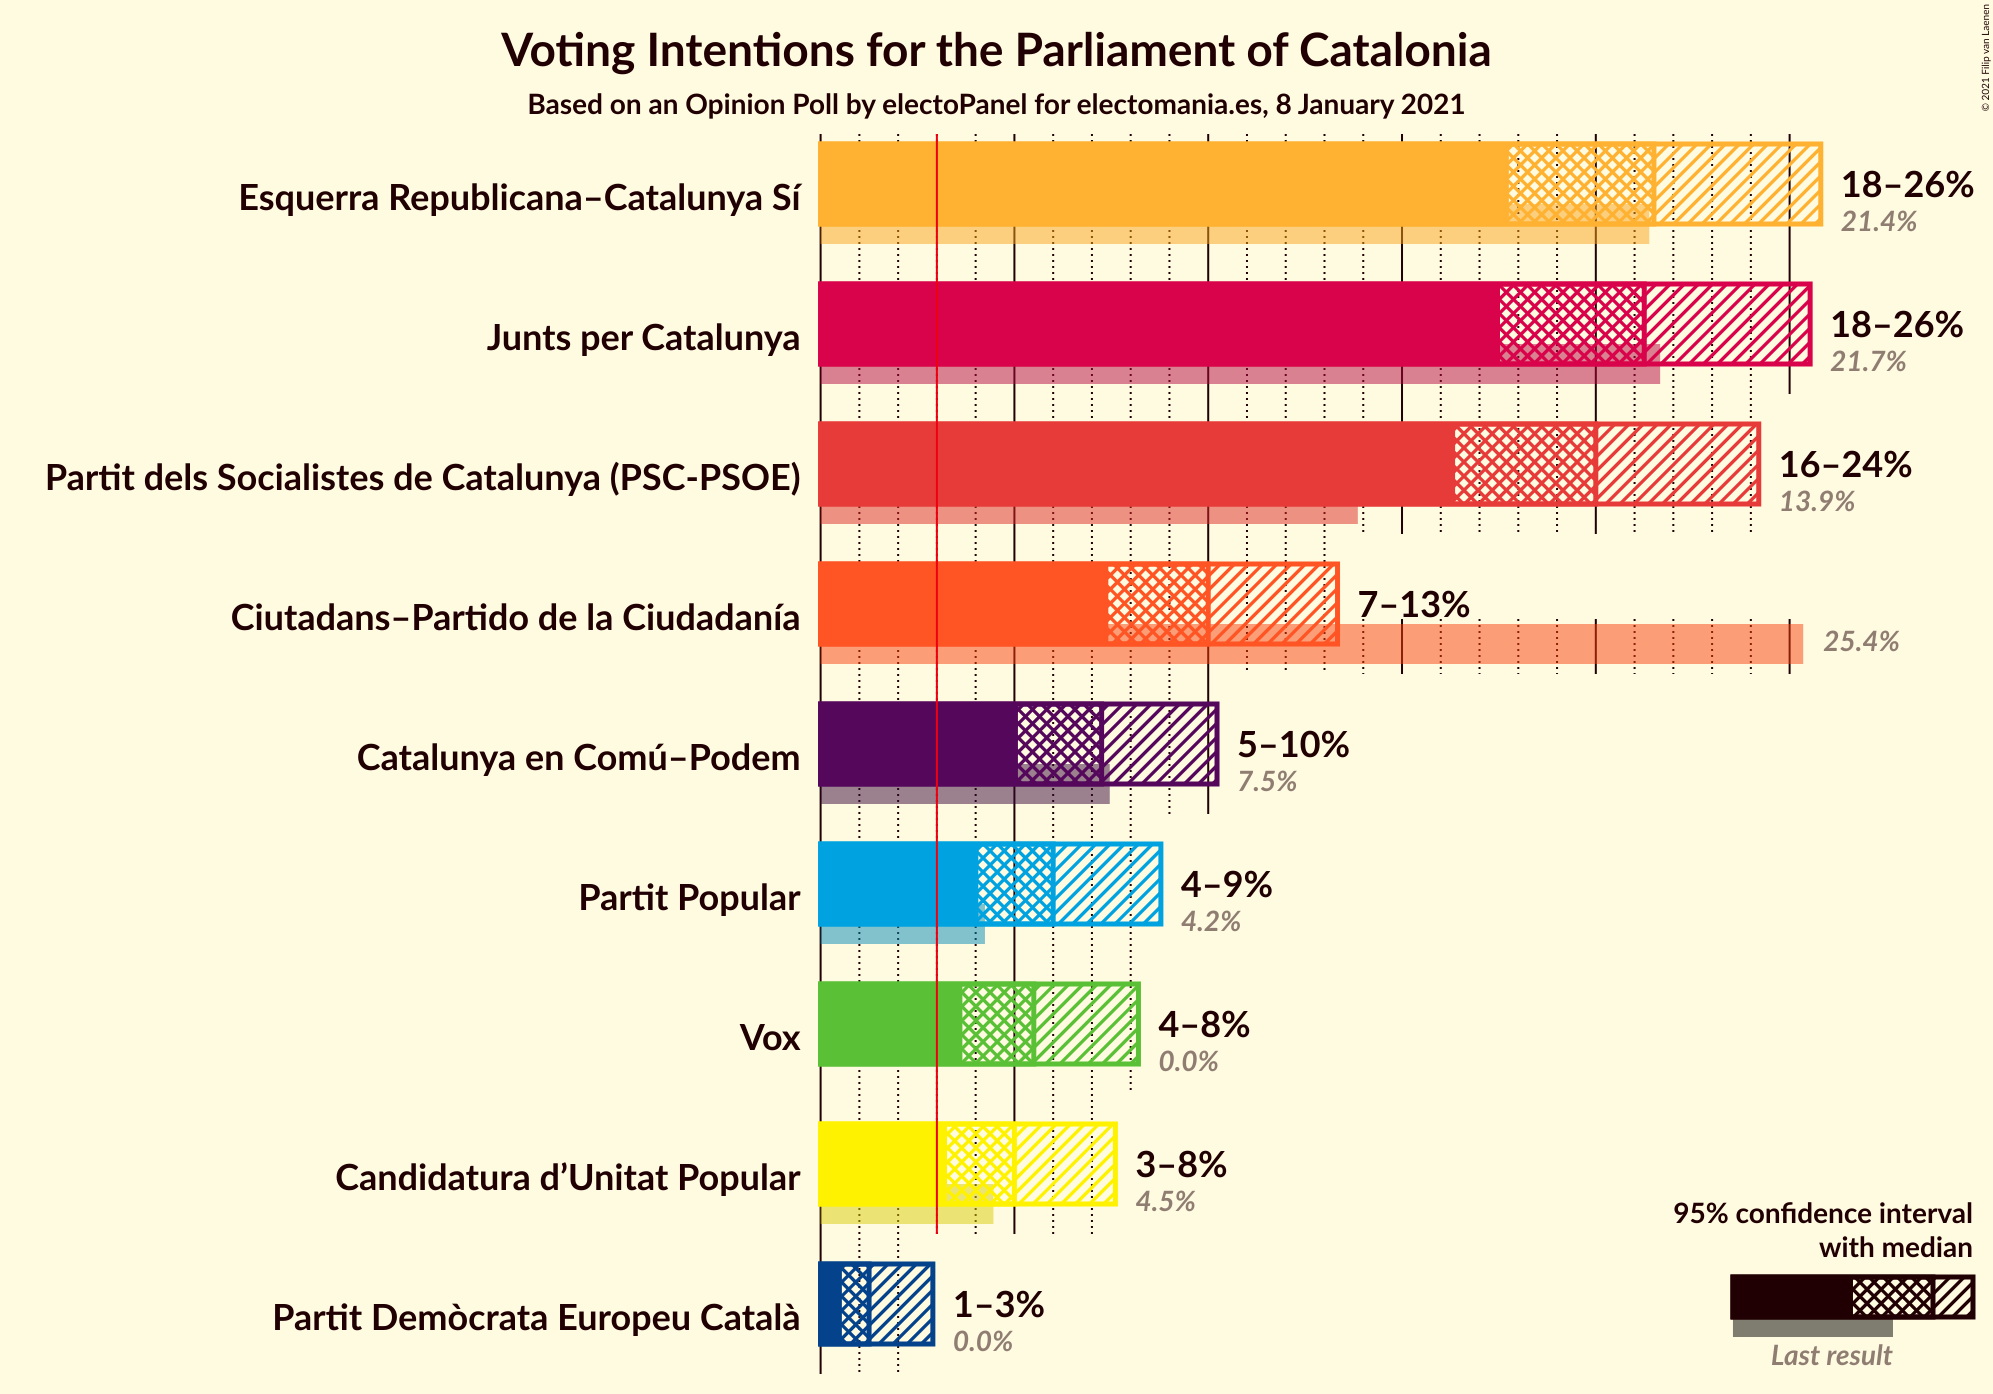 Voting Intentions for the Parliament of Catalonia
Based on an Opinion Poll by electoPanel for electomania.es, 8 January 2021
© 2021 Filip van Laenen
Esquerra Republicana–Catalunya Sí
18–26%
21.4%
Junts per Catalunya
18–26%
21.7%
Partit dels Socialistes de Catalunya (PSC-PSOE)
16–24%
13.9%
Ciutadans–Partido de la Ciudadanía
7–13%
25.4%
Catalunya en Comú–Podem
5–10%
7.5%
Partit Popular
4–9%
4.2%
Vox
4–8%
0.0%
Candidatura d’Unitat Popular
3–8%
4.5%
Partit Demòcrata Europeu Català
1–3%
0.0%
95% confidence interval
with median
Last result